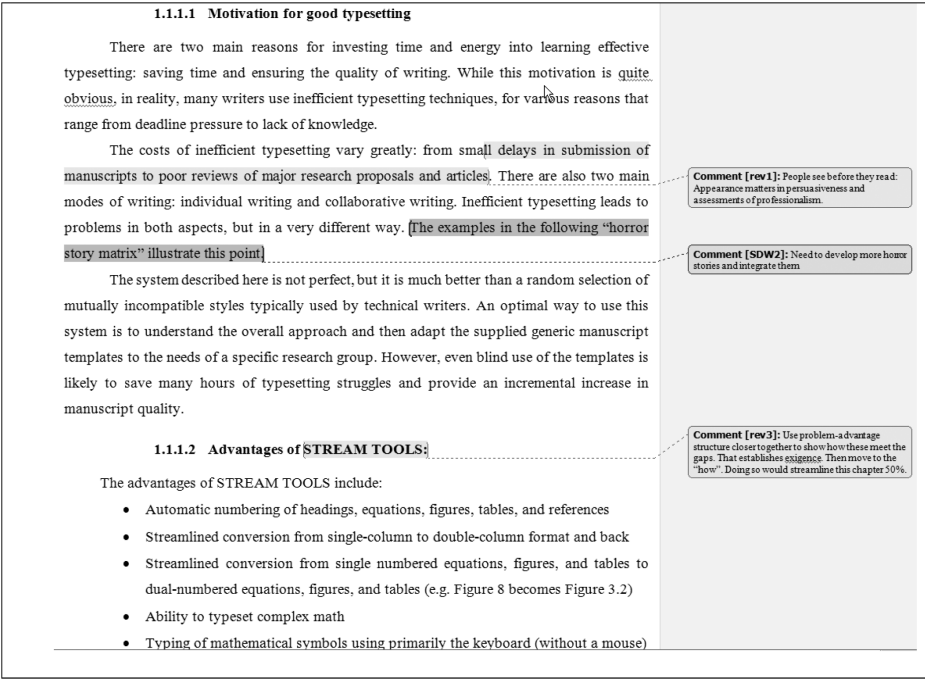 1.1.1.1 Motivation for good typesetting
There are two main reasons for investing time and energy into learning effective
typesetting: saving time and ensuring the quality of writing. While this motivation is quite
obvious, in reality, many writers use inefficient typesetting techniques, for various reasons that
range from deadline pressure to lack of knowledge.
The costs of inefficient typesetting vary greatly: from small delays in submission of
manuscripts to poor reviews of major research proposals and articles. There are also two main
modes of writing: individual writing and collaborative writing. Inefficient typesetting leads to
problems in both aspects, but in a very different way. The examples in the following “horror
story matrix” illustrate this point.
The system described here is not perfect, but it is much better than a random selection of
mutually incompatible styles typically used by technical writers. An optimal way to use this
system is to understand the overall approach and then adapt the supplied generic manuscript
templates to the needs of a specific research group. However, even blind use of the templates is
likely to save many hours of typesetting struggles and provide an incremental increase in
manuscript quality.
1.1.1.2 Advantages of STREAM TOOLS:
The advantages of STREAM TOOLS include:
• Automatic numbering of headings, equations, figures, tables, and references
• Streamlined conversion from single-column to double-column format and back
• Streamlined conversion from single numbered equations, figures, and tables to
dual-numbered equations, figures, and tables (e.g. Figure 8 becomes Figure 3.2)
• Ability to typeset complex math
• Typing of mathematical symbols using primarily the keyboard (without a mouse)
Comment [rev1]: People see before they read:
Appearance matters in persuasiveness and
assessments of professionalism.
Comment [SDW2]: Need to develop more horror
stories and integrate them
Comment [rev3]: Use problem-advantage
structure closer together to show how these meet the
gaps. That establishes exigence. Then move to the
“how”. Doing so would streamline this chapter 50%.